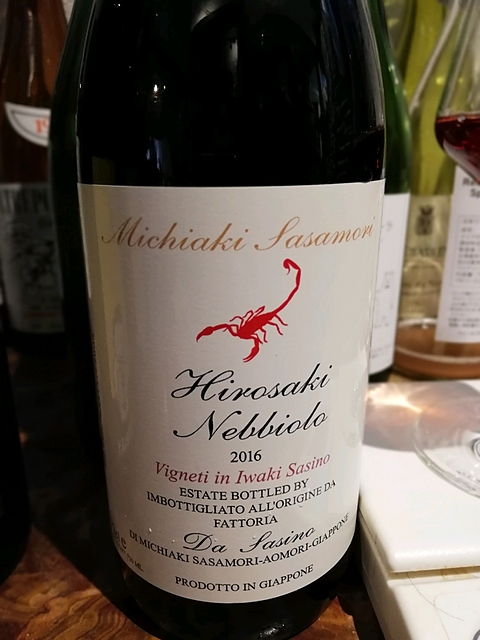 Michiaki Sasamori
Hirosaki
Nebbiolo
2016
Vigneti in Iwaki Sasino
ESTATE BOTTLED BY
IMBOTTIGLIATO ALL'ORIGINE DA
FATTORIA
Da Sasino
DI MICHIAKI SASAMORI-AOMORI-GIAPPONE
PRODOTTO IN GIAPPONE